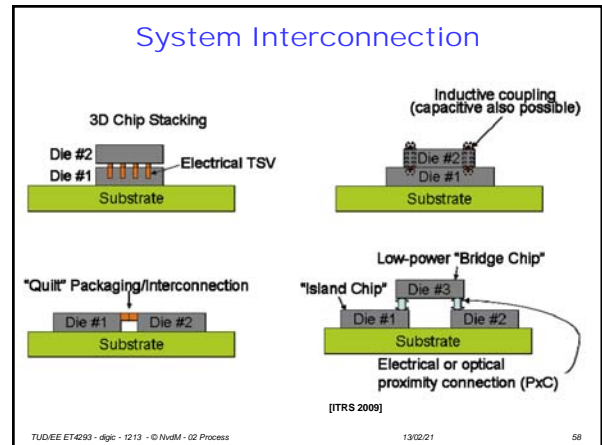 System Interconnection
3D Chip Stacking
Die #2
Die #1
Electrical TSV
Substrate
Inductive coupling
(capacitive also possible)
Die #2
Die #1
Substrate
"Quilt" Packaging/Interconnection
Die #1
Die #2
Substrate
Low-power "Bridge Chip"
"Island Chip"
Die #3
Die #1
Die #2
Substrate
Electrical or optical
proximity connection (PxC)
[ITRS 2009]
TUD/EE ET4293 - digic - 1213 - © NvdM - 02 Process
13/02/21
58